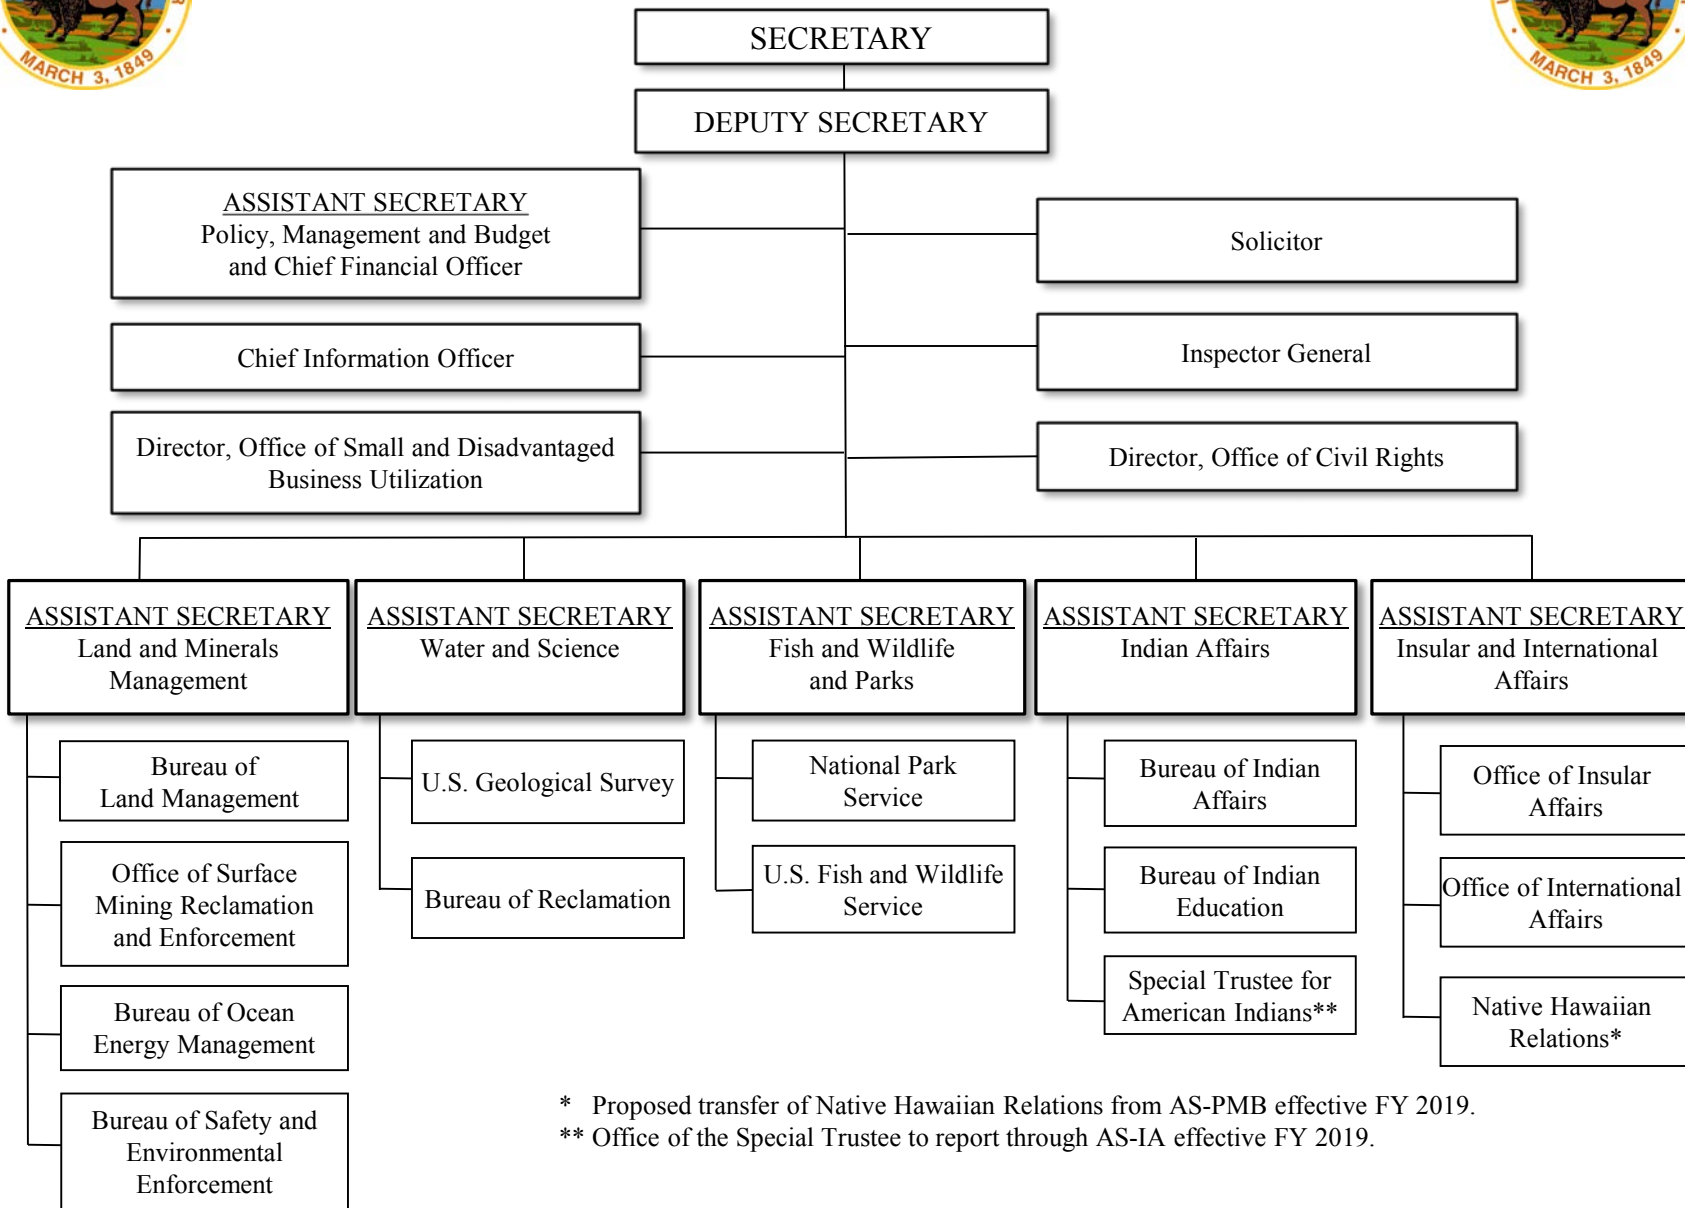 MARCH 3, 1849
MARCH 3, 1849
SECRETARY
DEPUTY SECRETARY
ASSISTANT SECRETARY
Policy, Management and Budget
and Chief Financial Officer
Solicitor
Chief Information Officer
Inspector General
Director, Office of Small and Disadvantaged
Business Utilization
Director, Office of Civil Rights
ASSISTANT SECRETARY
Land and Minerals
Management
Bureau of
Land Management
Office of Surface
Mining Reclamation
and Enforcement
Bureau of Ocean
Energy Management
Bureau of Safety and
Environmental
Enforcement
ASSISTANT SECRETARY
Water and Science
U.S. Geological Survey
Bureau of Reclamation
ASSISTANT SECRETARY
Fish and Wildlife
and Parks
National Park
Service
U.S. Fish and Wildlife
Service
ASSISTANT SECRETARY
Indian Affairs
Bureau of Indian
Affairs
Bureau of Indian
Education
Special Trustee for
American Indians**
ASSISTANT SECRETARY
Insular and International
Affairs
Office of Insular
Affairs
Office of International
Affairs
Native Hawaiian
Relations*
* Proposed transfer of Native Hawaiian Relations from AS-PMB effective FY 2019.
** Office of the Special Trustee to report through AS-IA effective FY 2019.